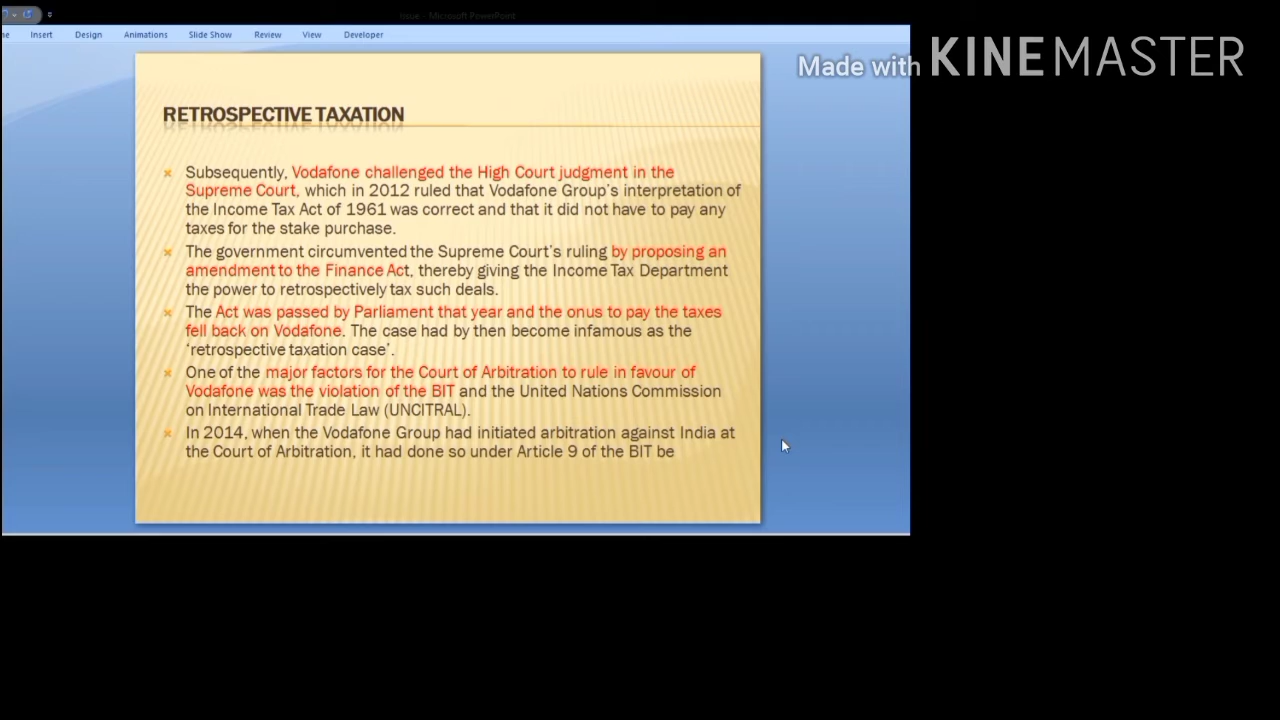 Issue - Microsoft PowerPoint
Insert Design Animations Slide Show Review View Developer
Made with KINEMASTER
RETROSPECTIVE TAXATION
Subsequently, Vodafone challenged the High Court judgment in the
Supreme Court, which in 2012 ruled that Vodafone Group's interpretation of
the Income Tax Act of 1961 was correct and that it did not have to pay any
taxes for the stake purchase.
The government circumvented the Supreme Court's ruling by proposing an
amendment to the Finance Act, thereby giving the Income Tax Department
the power to retrospectively tax such deals.
The Act was passed by Parliament that year and the onus to pay the taxes
fell back on Vodafone. The case had by then become infamous as the
‘retrospective taxation case’.
One of the major factors for the Court of Arbitration to rule in favour of
Vodafone was the violation of the BIT and the United Nations Commission
on International Trade Law (UNCITRAL).
In 2014, when the Vodafone Group had initiated arbitration against India at
the Court of Arbitration, it had done so under Article 9 of the BIT be